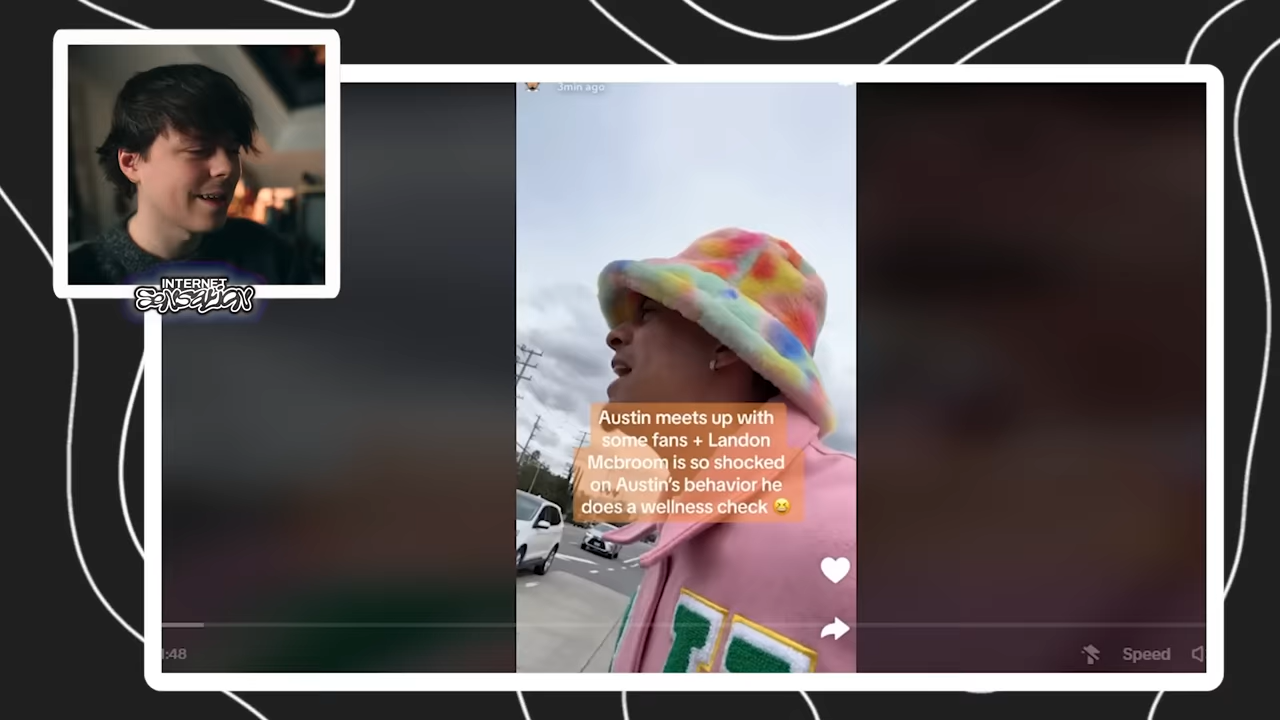 3min ago
INTERNET
SENSATION
Austin meets up with
some fans + Landon
Mcbroom is so shocked
on Austin's behavior he
does a wellness check 😆
:48
Speed